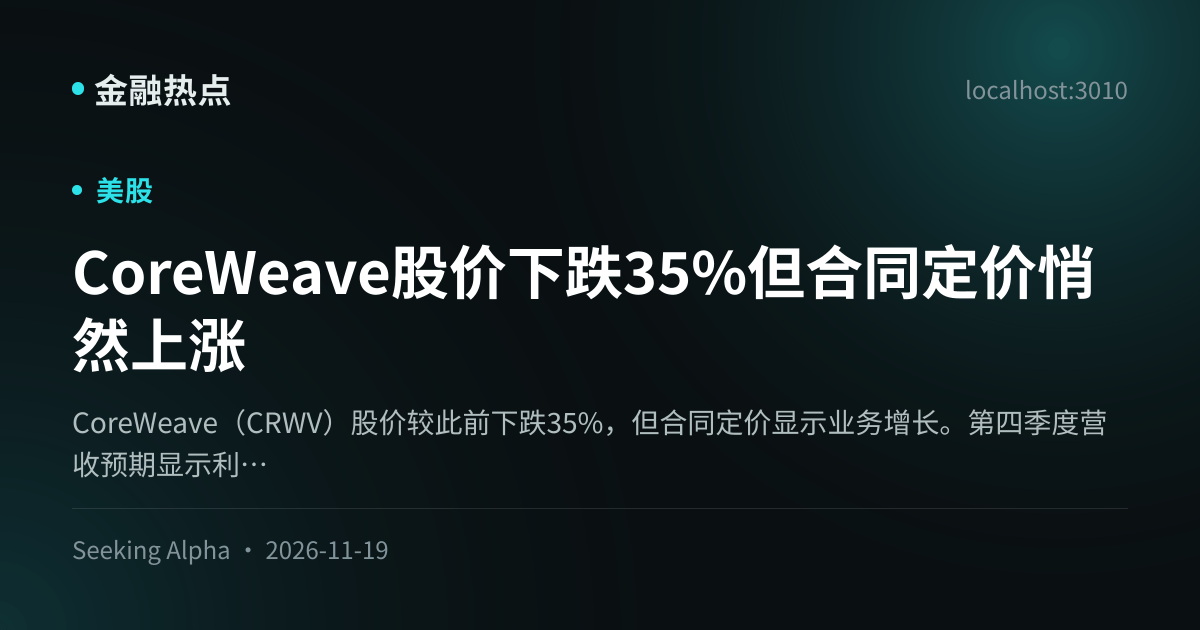 金融热点
localhost:3010
美股
CoreWeave股价下跌35%但合同定价悄
然上涨
CoreWeave（CRWV）股价较此前下跌35%，但合同定价显示业务增长。第四季度营
收预期显示利…
Seeking Alpha · 2026-11-19